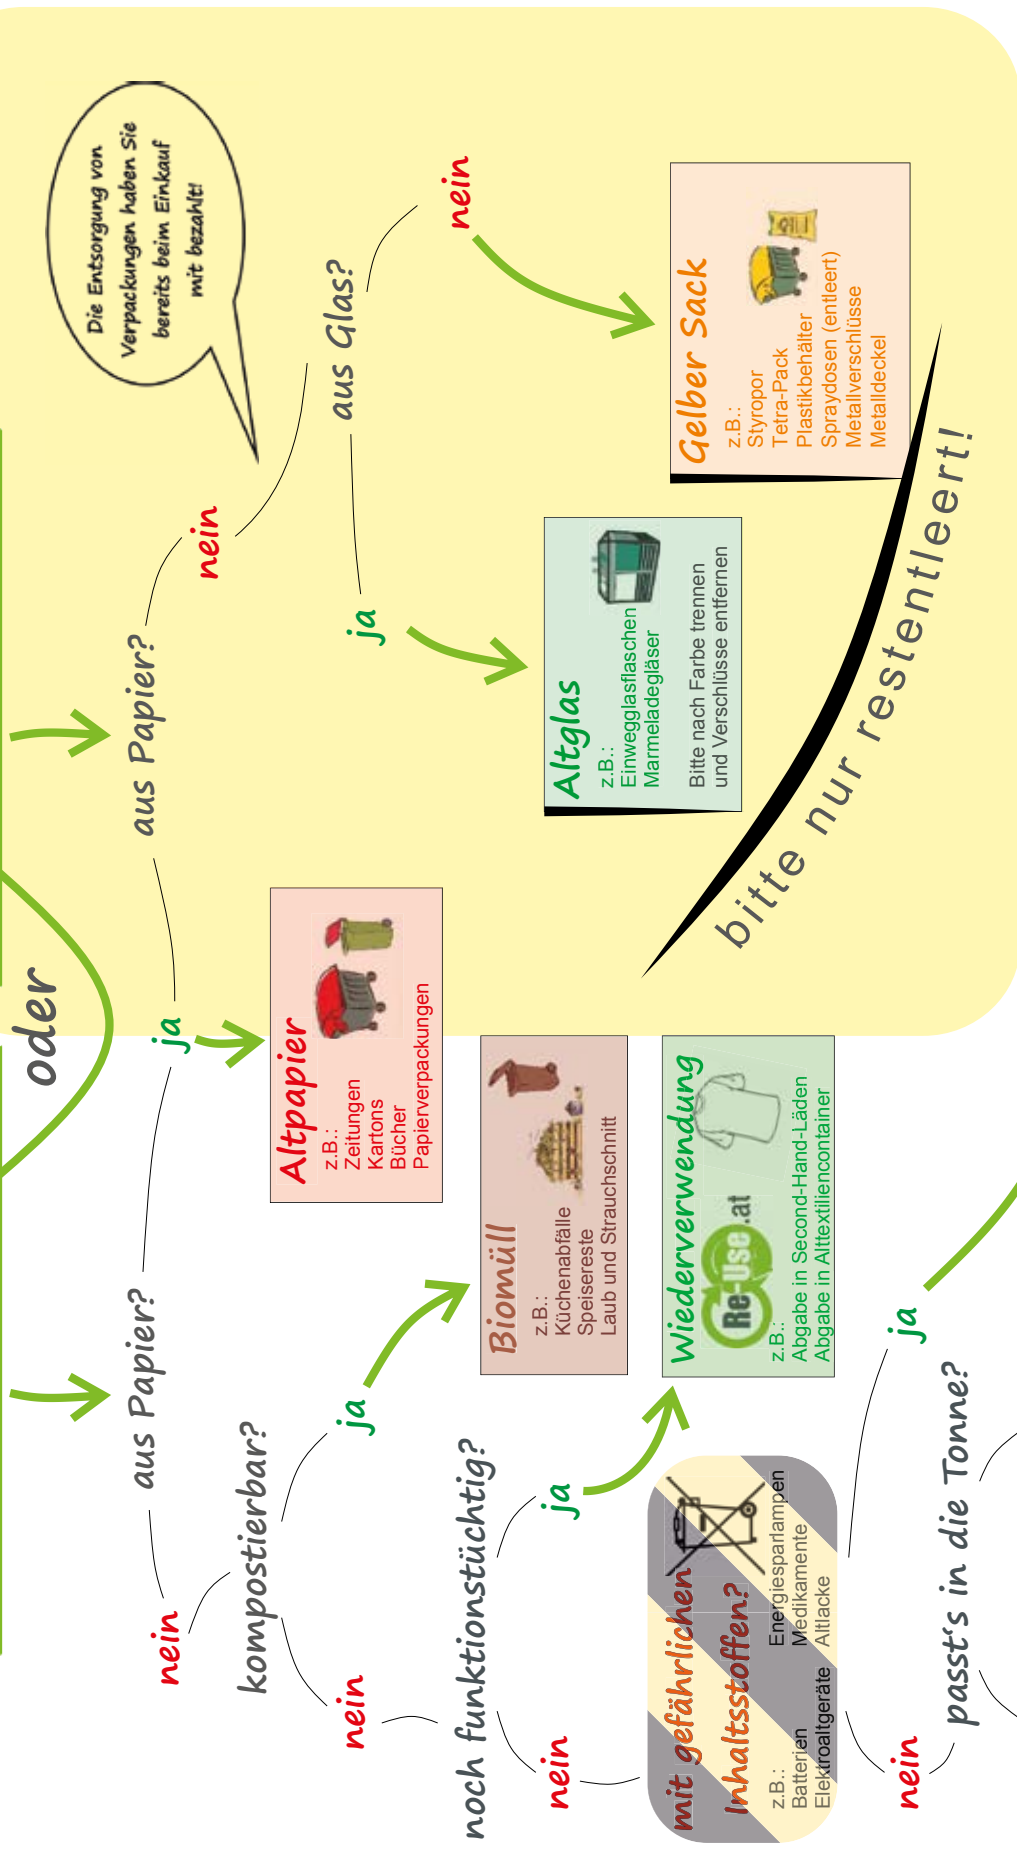 oder
aus Papier?
nein
ja
kompostierbar?
nein
ja
noch funktionstüchtig?
nein
ja
mit gefährlichen
Inhaltsstoffen?
z.B.:
Batterien
Elektroaltgeräte
Energiesparlampen
Medikamente
Altlacke
nein
ja
passt's in die Tonne?
Altpapier
z.B.:
Zeitungen
Kartons
Bücher
Papierverpackungen
Biomüll
z.B.:
Küchenabfälle
Speisereste
Laub und Strauchschnitt
Wiederverwendung
Re-Use.at
z.B.:
Abgabe in Second-Hand-Läden
Abgabe in Alttextiliencontainer
aus Papier?
nein
Die Entsorgung von
Verpackungen haben Sie
bereits beim Einkauf
mit bezahlt!
aus Glas?
ja
nein
Altglas
z.B.:
Einwegglasflaschen
Marmeladegläser
Bitte nach Farbe trennen
und Verschlüsse entfernen
Gelber Sack
z.B.:
Styropor
Tetra-Pack
Plastikbehälter
Spraydosen (entleert)
Metallverschlüsse
Metalldeckel
bitte nur restentleert!